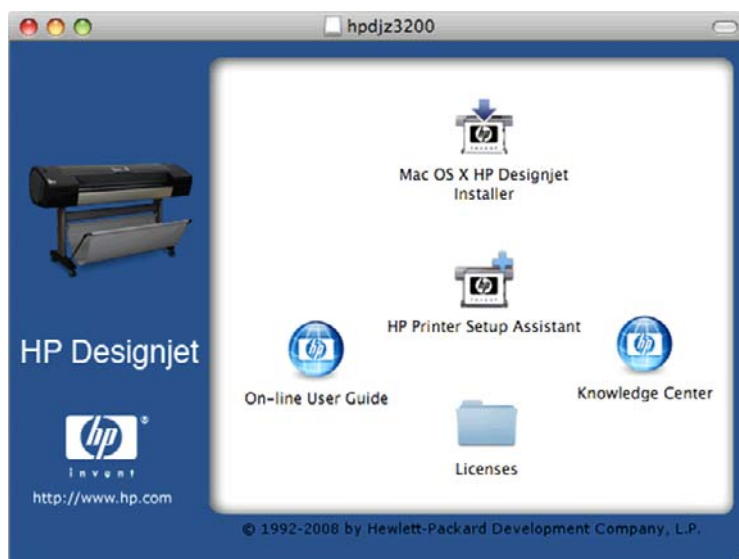 hpdjz3200
Mac OS X HP Designjet
Installer
HP Printer Setup Assistant
On-line User Guide
Knowledge Center
Licenses
HP Designjet
hp
®
invent
http://www.hp.com
© 1992-2008 by Hewlett-Packard Development Company, L.P.